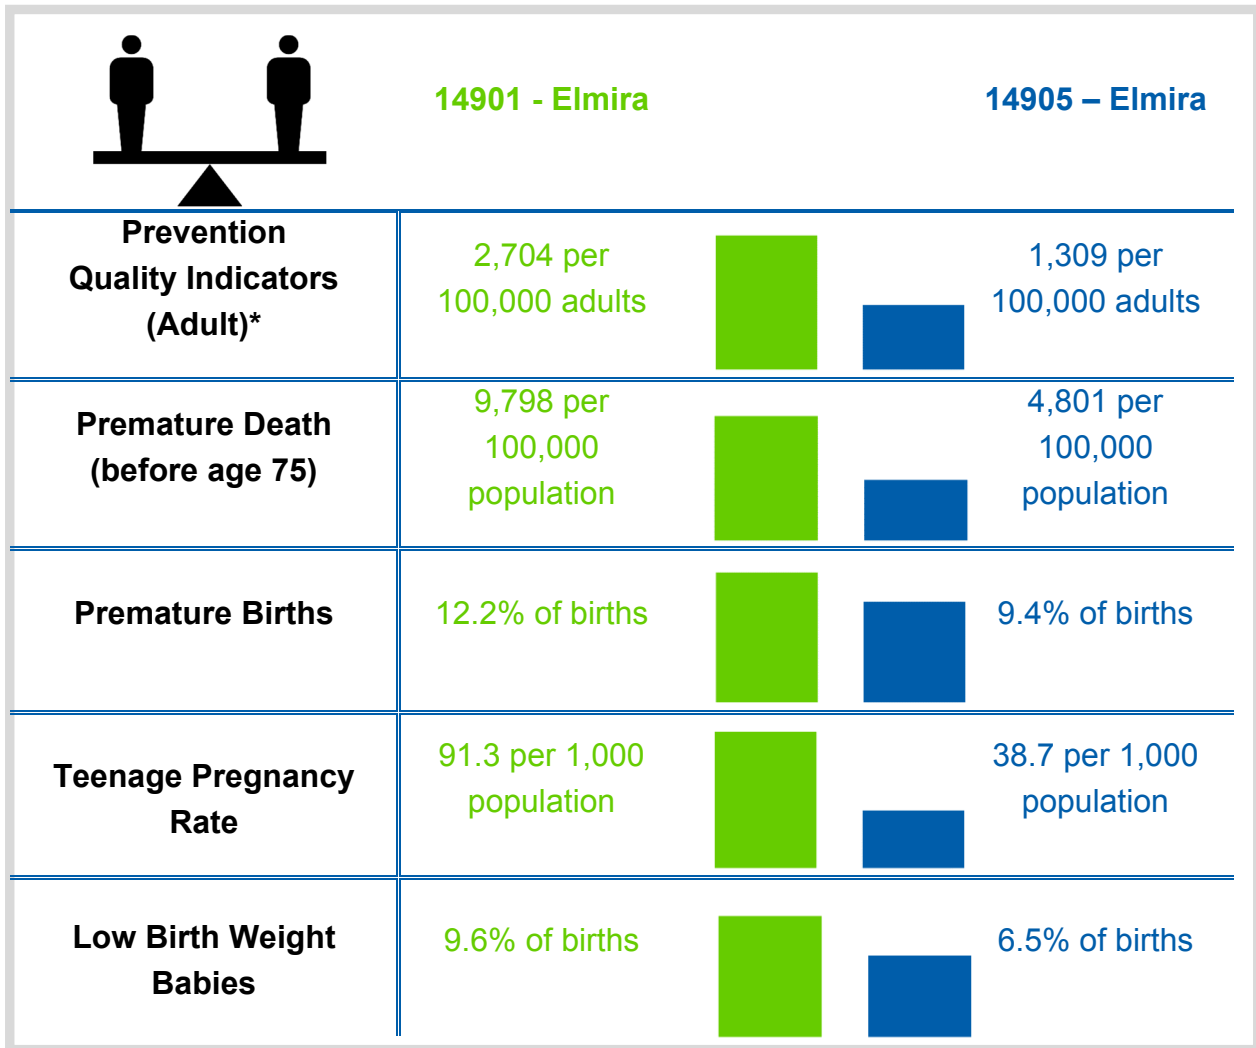 14901 - Elmira
14905 – Elmira
Prevention
Quality Indicators
(Adult)*
2,704 per
100,000 adults
1,309 per
100,000 adults
Premature Death
(before age 75)
9,798 per
100,000
population
4,801 per
100,000
population
Premature Births
12.2% of births
9.4% of births
Teenage Pregnancy
Rate
91.3 per 1,000
population
38.7 per 1,000
population
Low Birth Weight
Babies
9.6% of births
6.5% of births